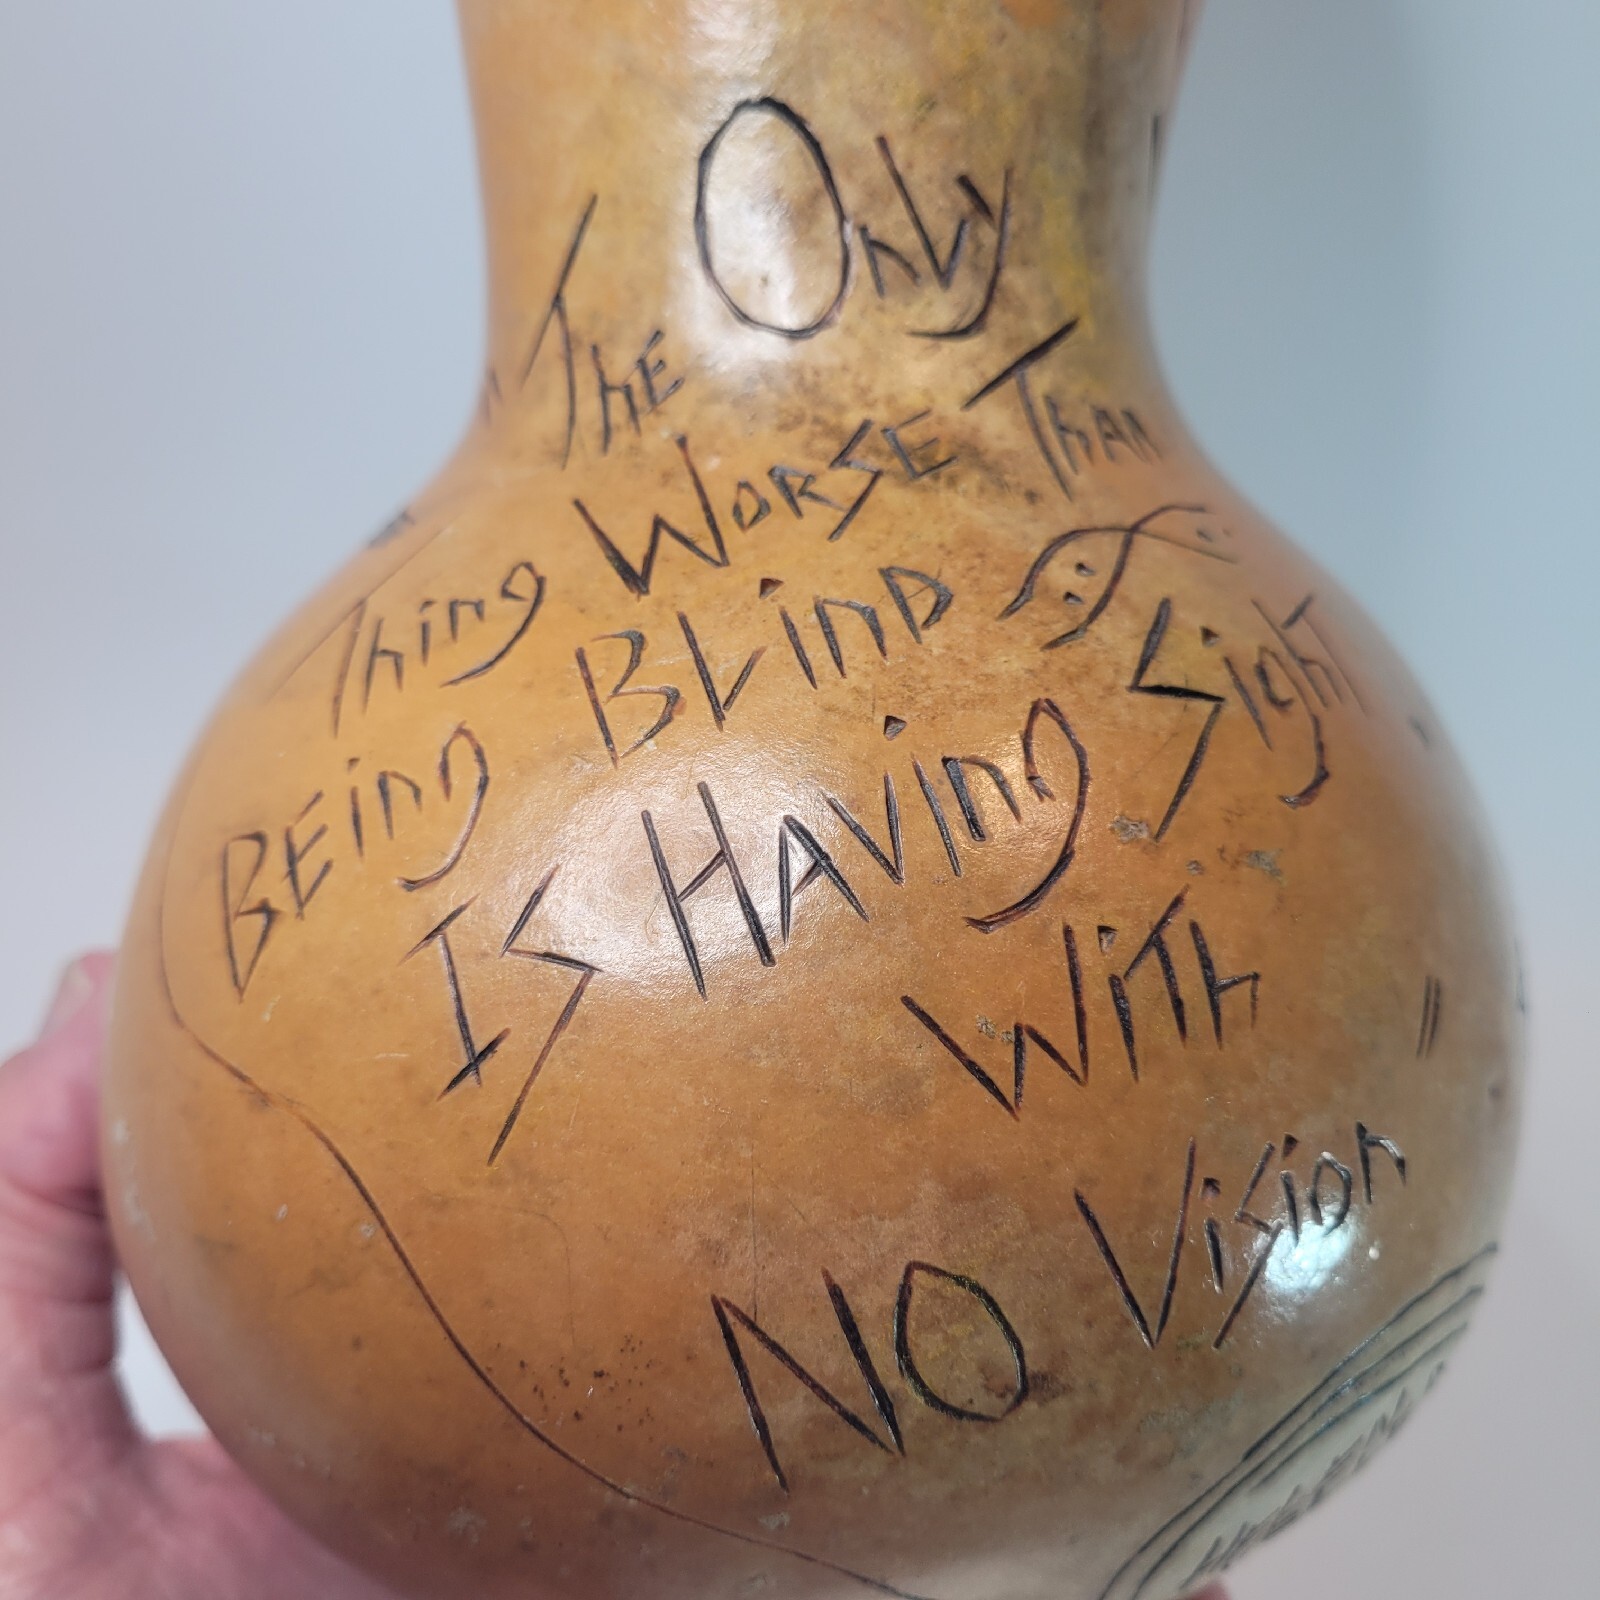 "The Only
Thing Worse Than
Being Blind
Is Having Sight
With
No Vision"